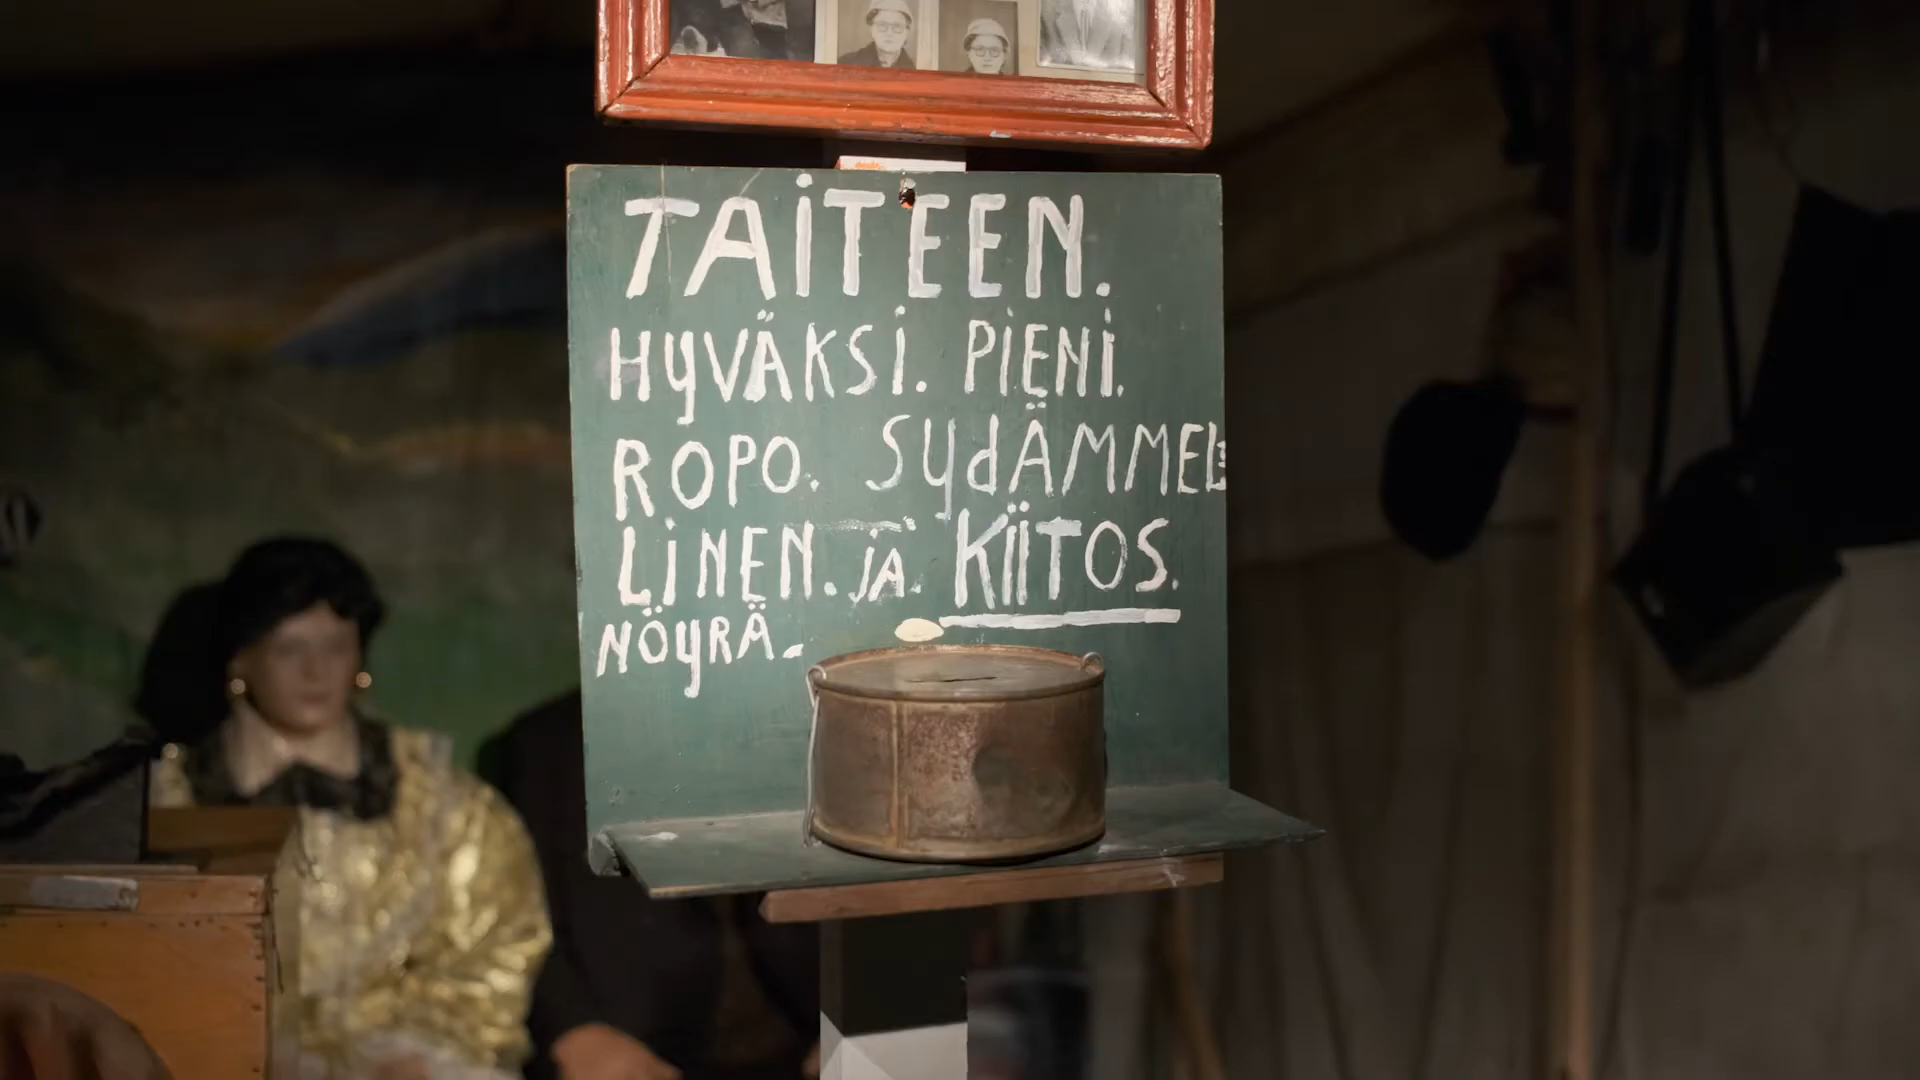 TAiTEEN.
HYVÄKSi. PiENi.
ROPO. SYdÄMMEL
LiNEN. jA. KiiTOS.
NÖYRÄ.